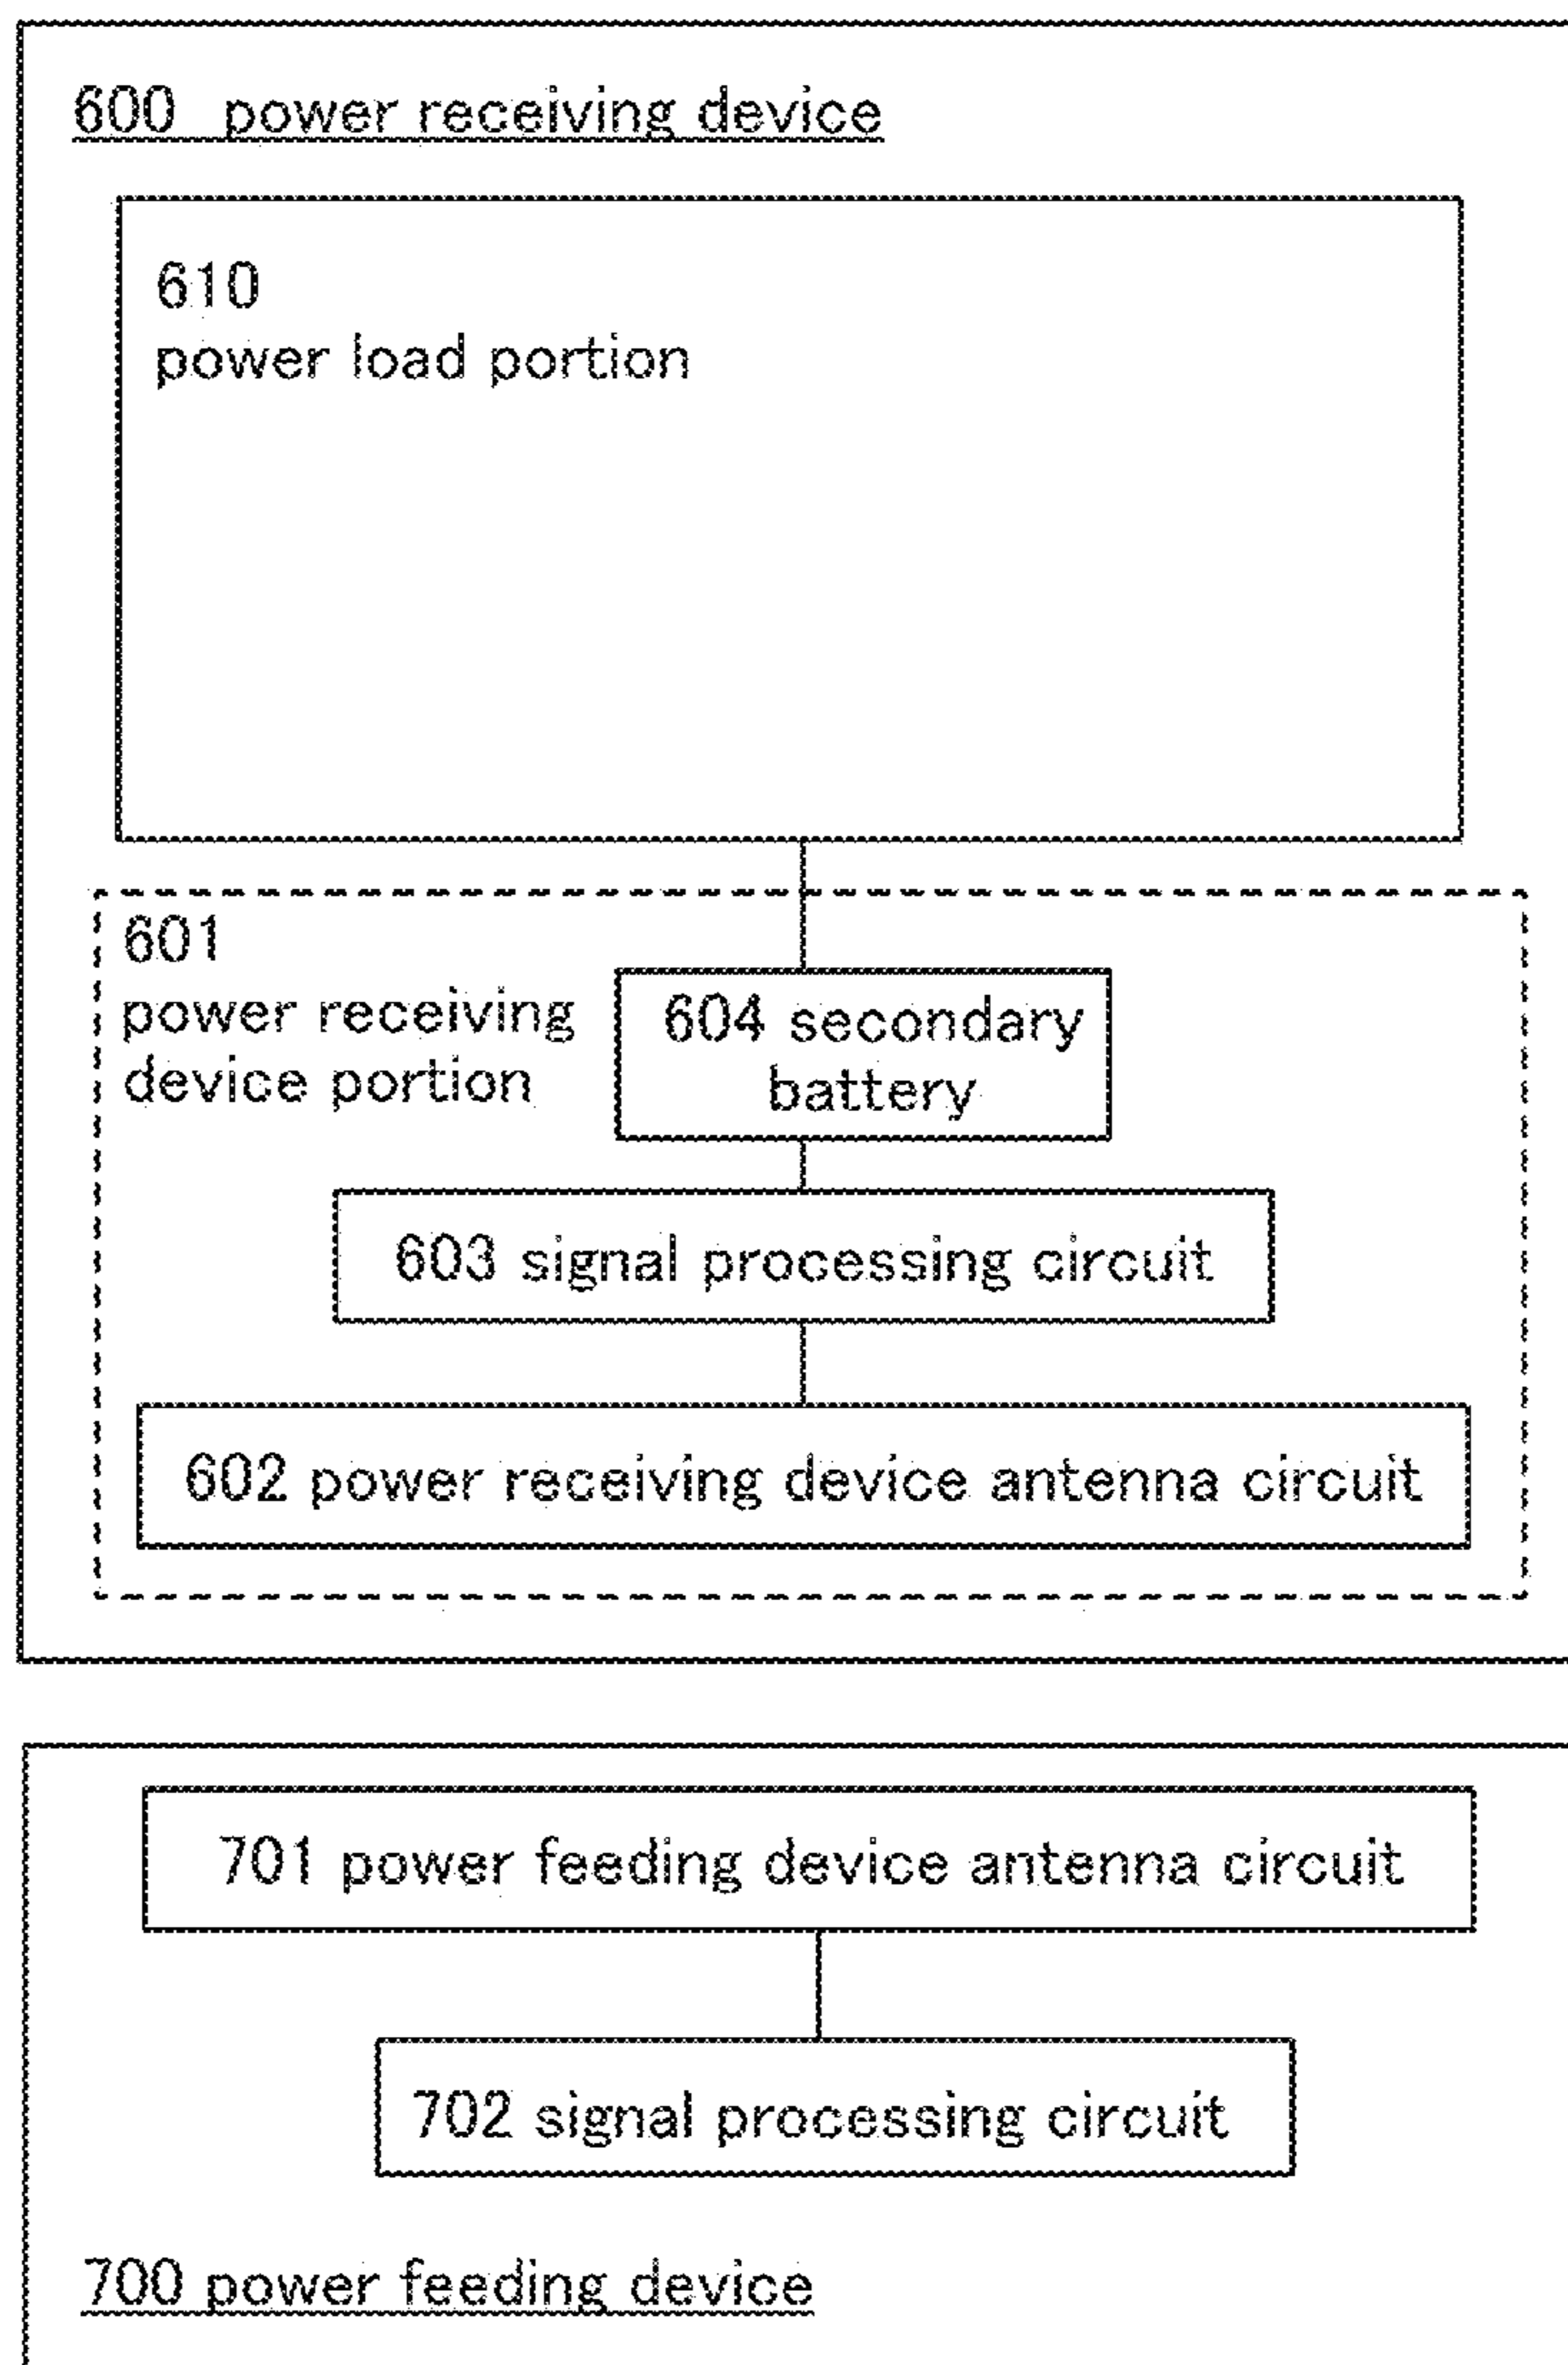 600 power receiving device
610
power load portion
601
power receiving
device portion
604 secondary
battery
603 signal processing circuit
602 power receiving device antenna circuit
701 power feeding device antenna circuit
702 signal processing circuit
700 power feeding device